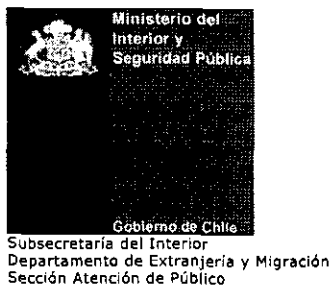 Ministerio del
Interior y
Seguridad Pública
Gobierno de Chile
Subsecretaría del Interior
Departamento de Extranjería y Migración
Sección Atención de Público